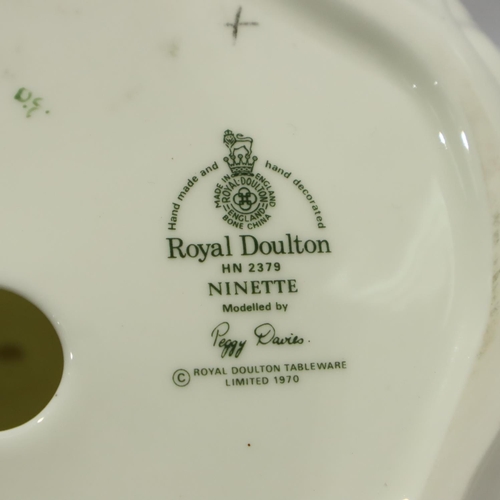 D.S.
Hand made and hand decorated
MADE IN ENGLAND
ROYAL·DOULTON
ENGLAND
BONE CHINA
Royal Doulton
HN 2379
NINETTE
Modelled by
Peggy Davies.
© ROYAL DOULTON TABLEWARE
LIMITED 1970